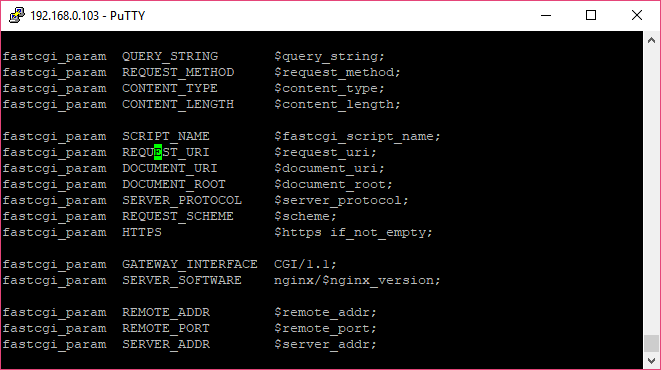 192.168.0.103 - PuTTY
fastcgi_param  QUERY_STRING       $query_string;
fastcgi_param  REQUEST_METHOD     $request_method;
fastcgi_param  CONTENT_TYPE       $content_type;
fastcgi_param  CONTENT_LENGTH     $content_length;
fastcgi_param  SCRIPT_NAME        $fastcgi_script_name;
fastcgi_param  REQUEST_URI        $request_uri;
fastcgi_param  DOCUMENT_URI       $document_uri;
fastcgi_param  DOCUMENT_ROOT      $document_root;
fastcgi_param  SERVER_PROTOCOL    $server_protocol;
fastcgi_param  REQUEST_SCHEME     $scheme;
fastcgi_param  HTTPS              $https if_not_empty;
fastcgi_param  GATEWAY_INTERFACE  CGI/1.1;
fastcgi_param  SERVER_SOFTWARE    nginx/$nginx_version;
fastcgi_param  REMOTE_ADDR        $remote_addr;
fastcgi_param  REMOTE_PORT        $remote_port;
fastcgi_param  SERVER_ADDR        $server_addr;